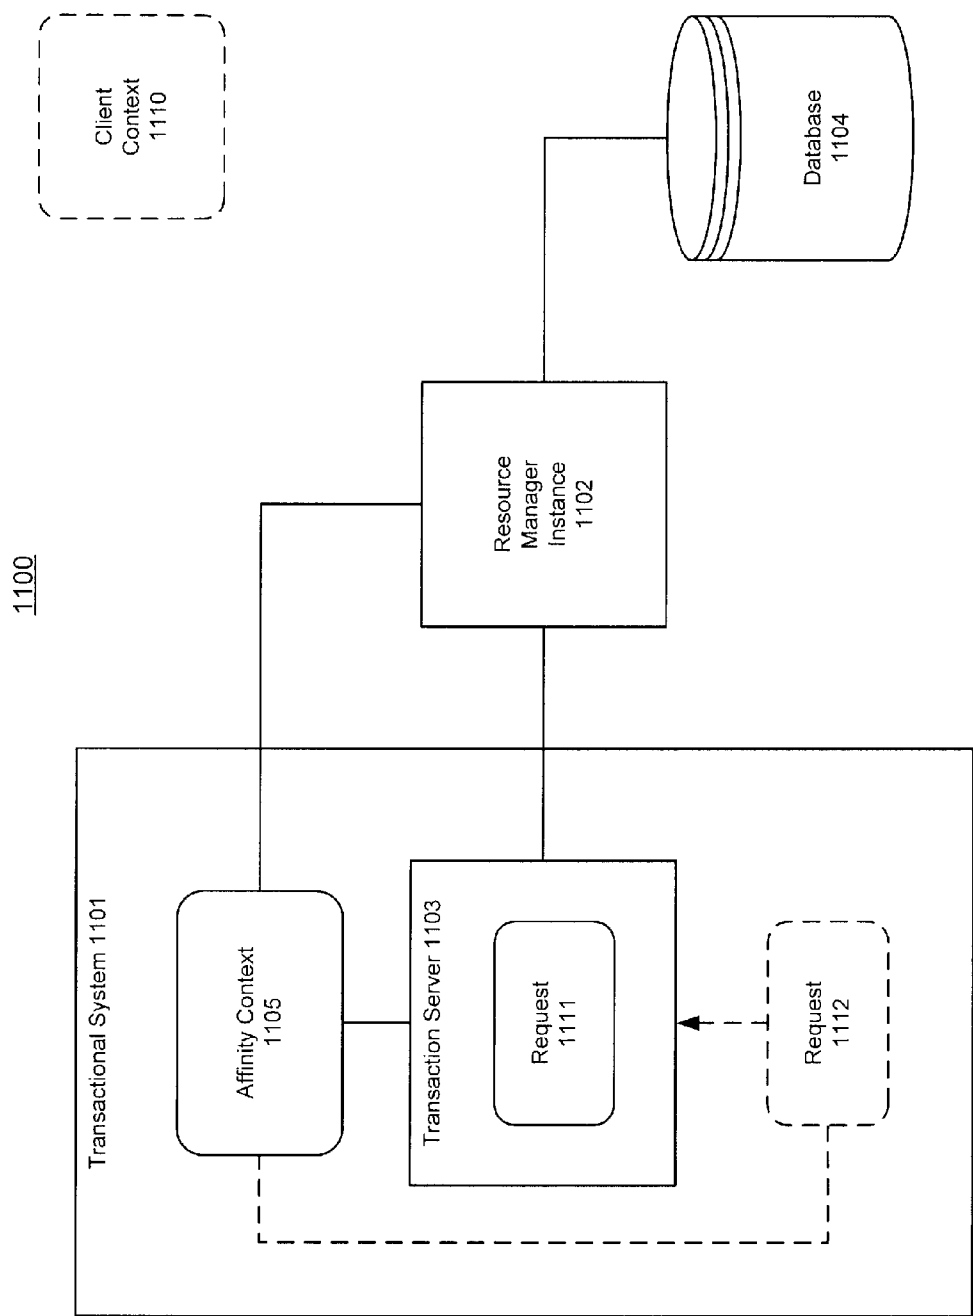 1100
Transactional System 1101
Affinity Context
1105
Transaction Server 1103
Request
1111
Request
1112
Resource
Manager
Instance
1102
Client
Context
1110
Database
1104